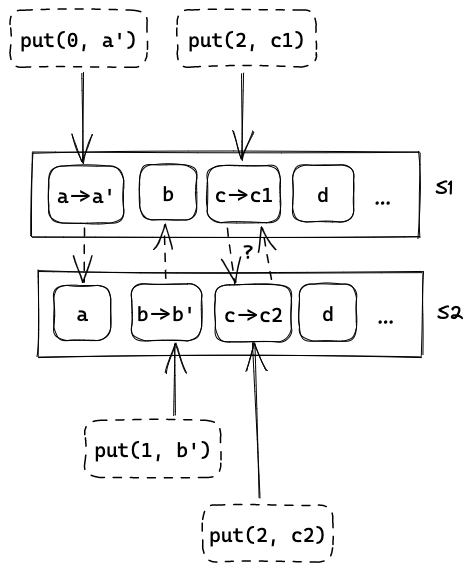 put(0, a')
put(2, c1)
a→a'
b
c→c1
d
...
S1
?
a
b→b'
c→c2
d
...
S2
put(1, b')
put(2, c2)